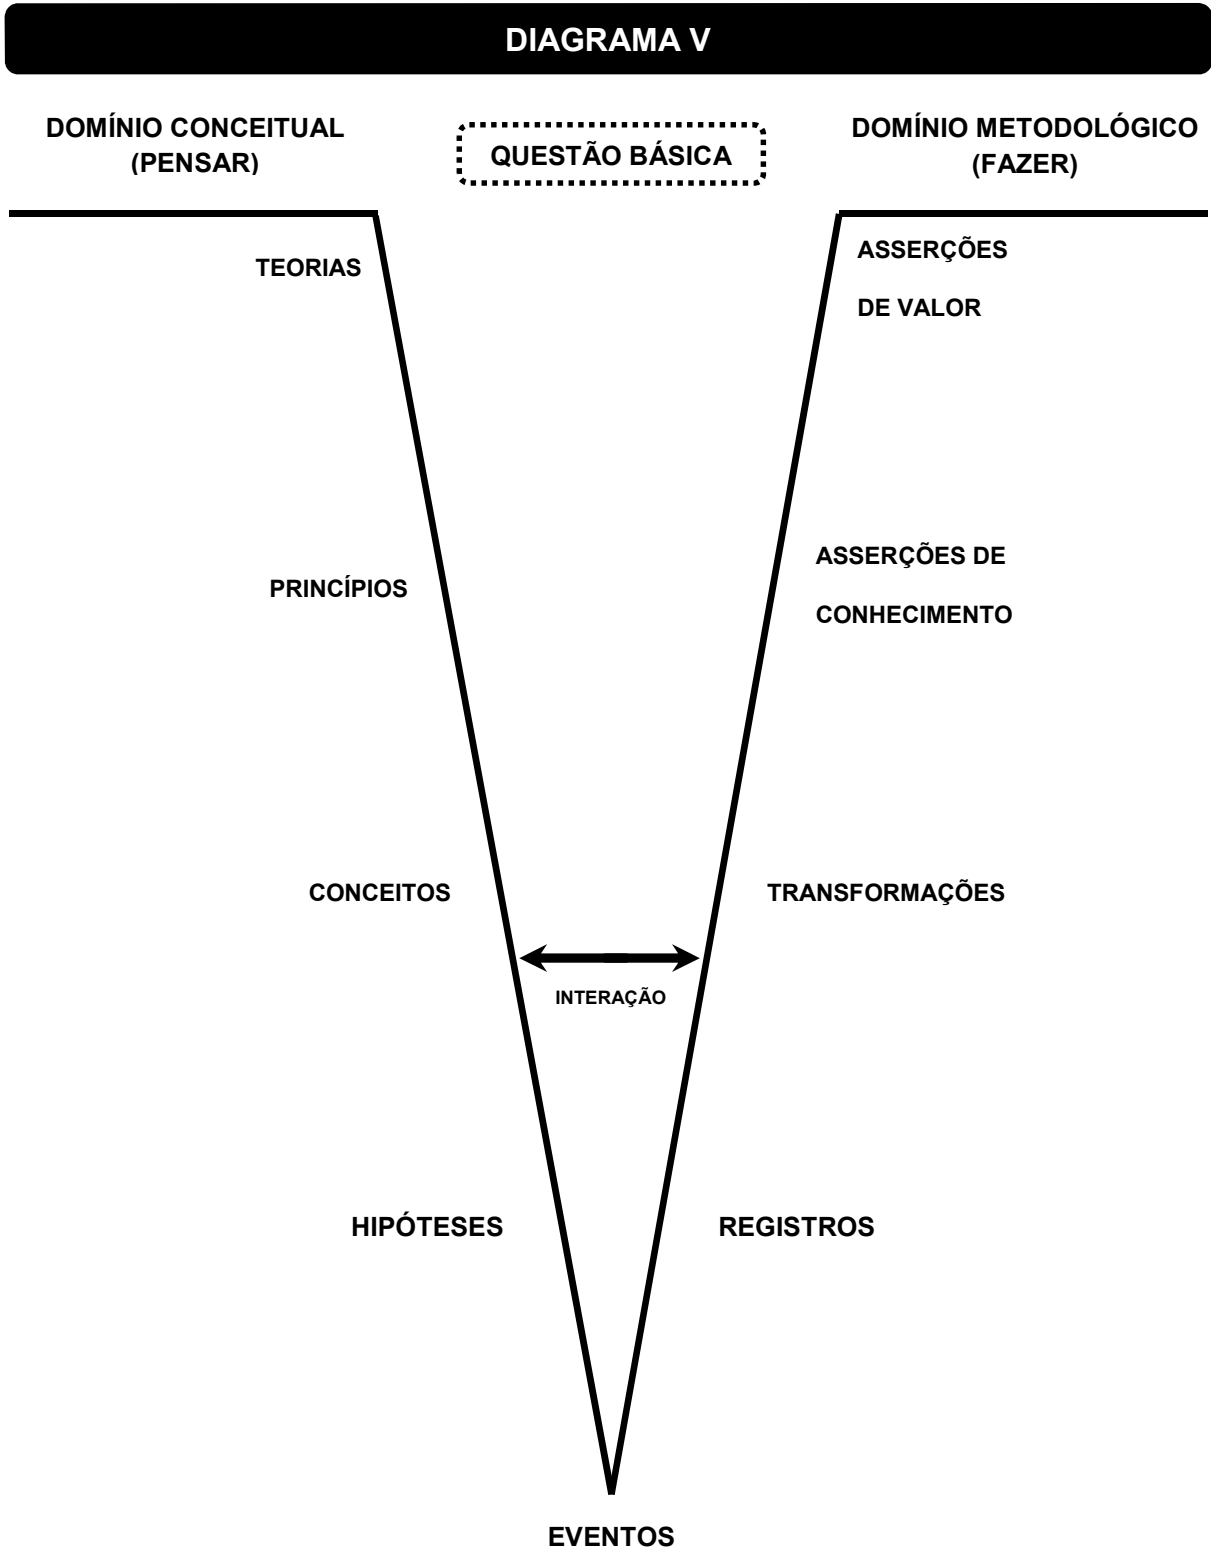 DIAGRAMA V
DOMÍNIO CONCEITUAL
(PENSAR)
QUESTÃO BÁSICA
DOMÍNIO METODOLÓGICO
(FAZER)
TEORIAS
ASSERÇÕES
DE VALOR
PRINCÍPIOS
ASSERÇÕES DE
CONHECIMENTO
CONCEITOS
TRANSFORMAÇÕES
INTERAÇÃO
HIPÓTESES
REGISTROS
EVENTOS